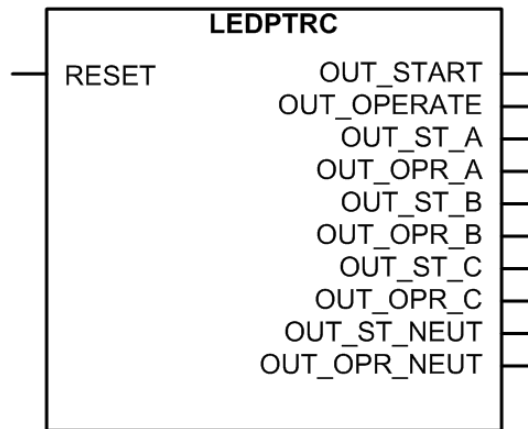 LEDPTRC
RESET OUT_START
OUT_OPERATE
OUT_ST_A
OUT_OPR_A
OUT_ST_B
OUT_OPR_B
OUT_ST_C
OUT_OPR_C
OUT_ST_NEUT
OUT_OPR_NEUT